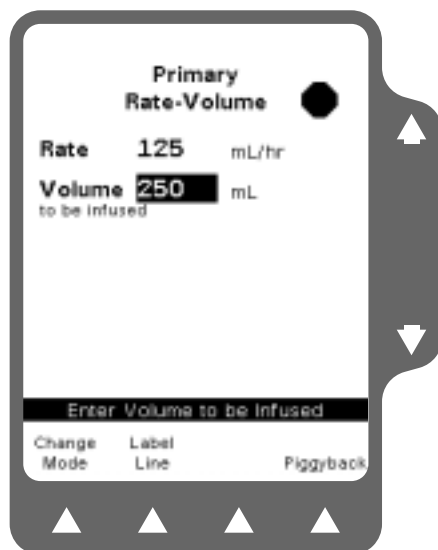 Primary
Rate-Volume
Rate 125 mL/hr
Volume 250 mL
to be infused
Enter Volume to be Infused
Change Label
Mode Line Piggyback